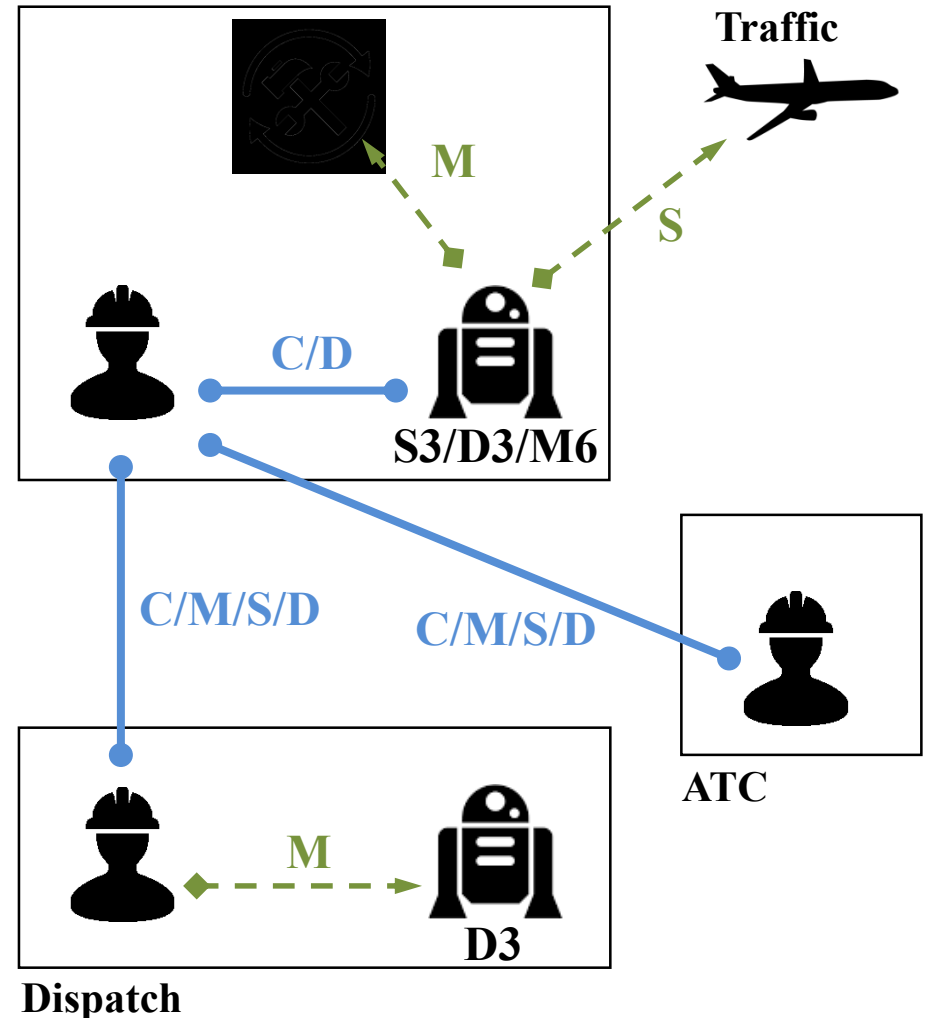 Traffic
M
S
C/D
S3/D3/M6
C/M/S/D
C/M/S/D
ATC
M
D3
Dispatch